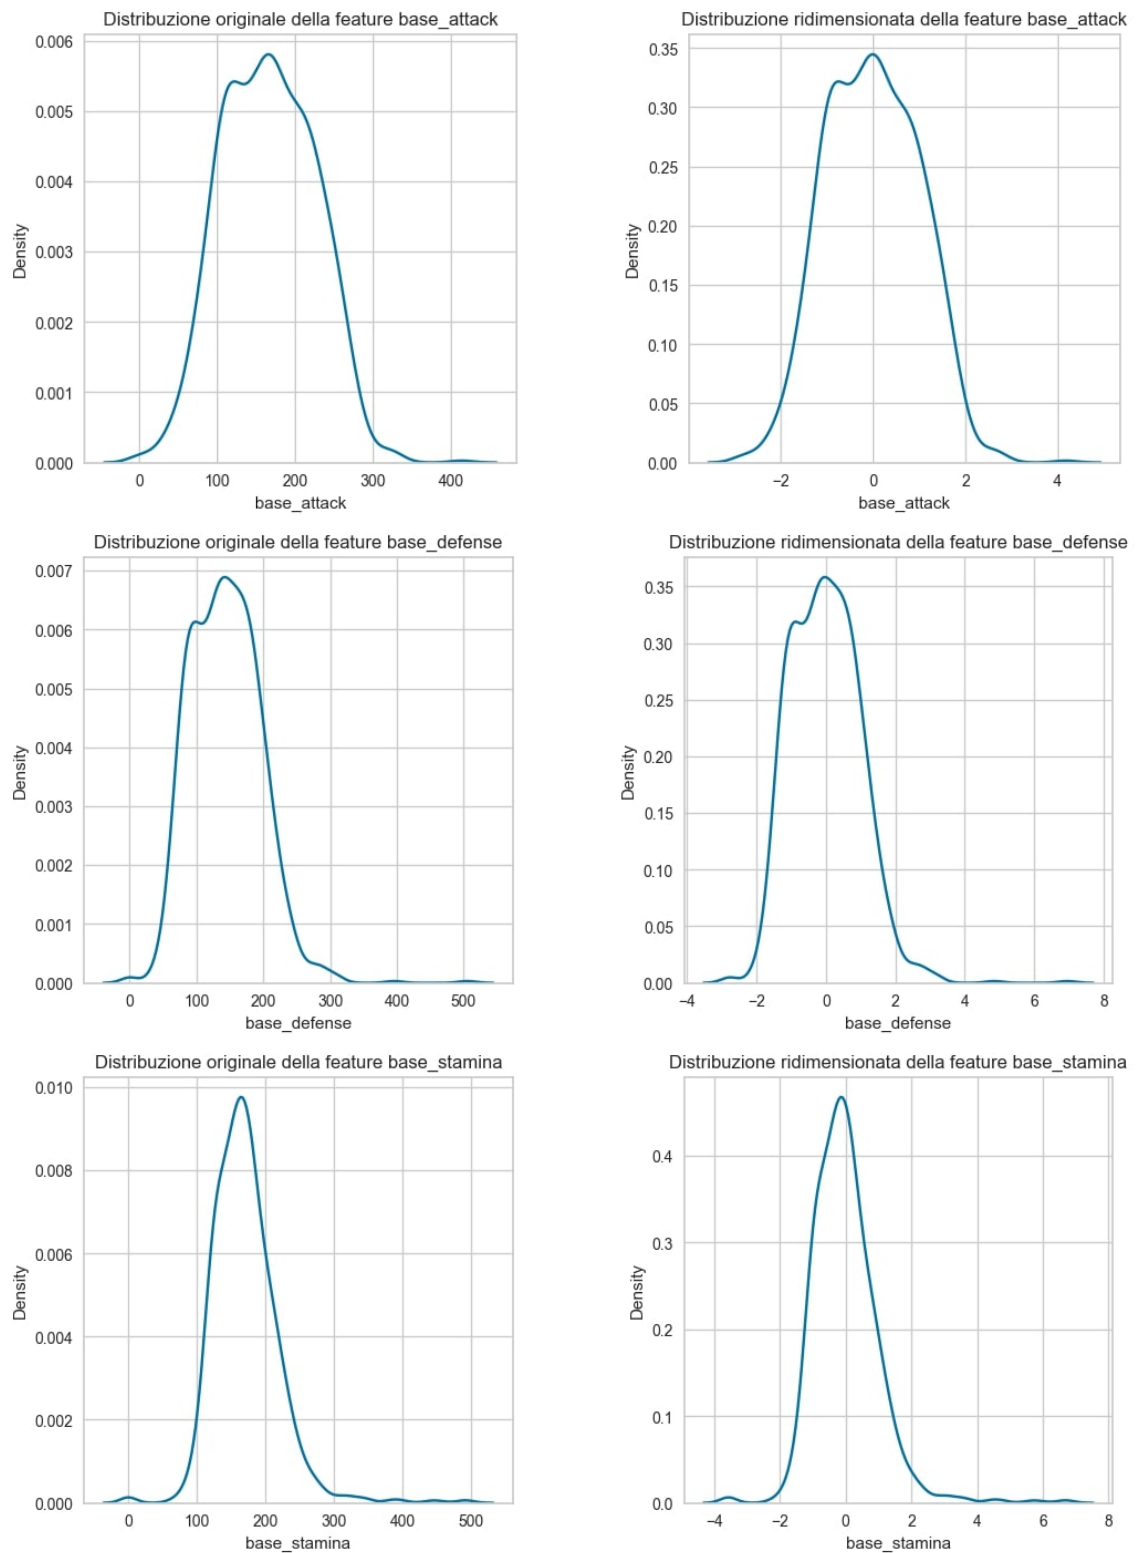 Distribuzione originale della feature base_attack
0.006
0.005
0.004
0.003
0.002
0.001
0.000
Density
0 100 200 300 400
base_attack
Distribuzione ridimensionata della feature base_attack
0.35
0.30
0.25
0.20
0.15
0.10
0.05
0.00
Density
−2 0 2 4
base_attack
Distribuzione originale della feature base_defense
0.007
0.006
0.005
0.004
0.003
0.002
0.001
0.000
Density
0 100 200 300 400 500
base_defense
Distribuzione ridimensionata della feature base_defense
0.35
0.30
0.25
0.20
0.15
0.10
0.05
0.00
Density
−4 −2 0 2 4 6 8
base_defense
Distribuzione originale della feature base_stamina
0.010
0.008
0.006
0.004
0.002
0.000
Density
0 100 200 300 400 500
base_stamina
Distribuzione ridimensionata della feature base_stamina
0.4
0.3
0.2
0.1
0.0
Density
−4 −2 0 2 4 6 8
base_stamina